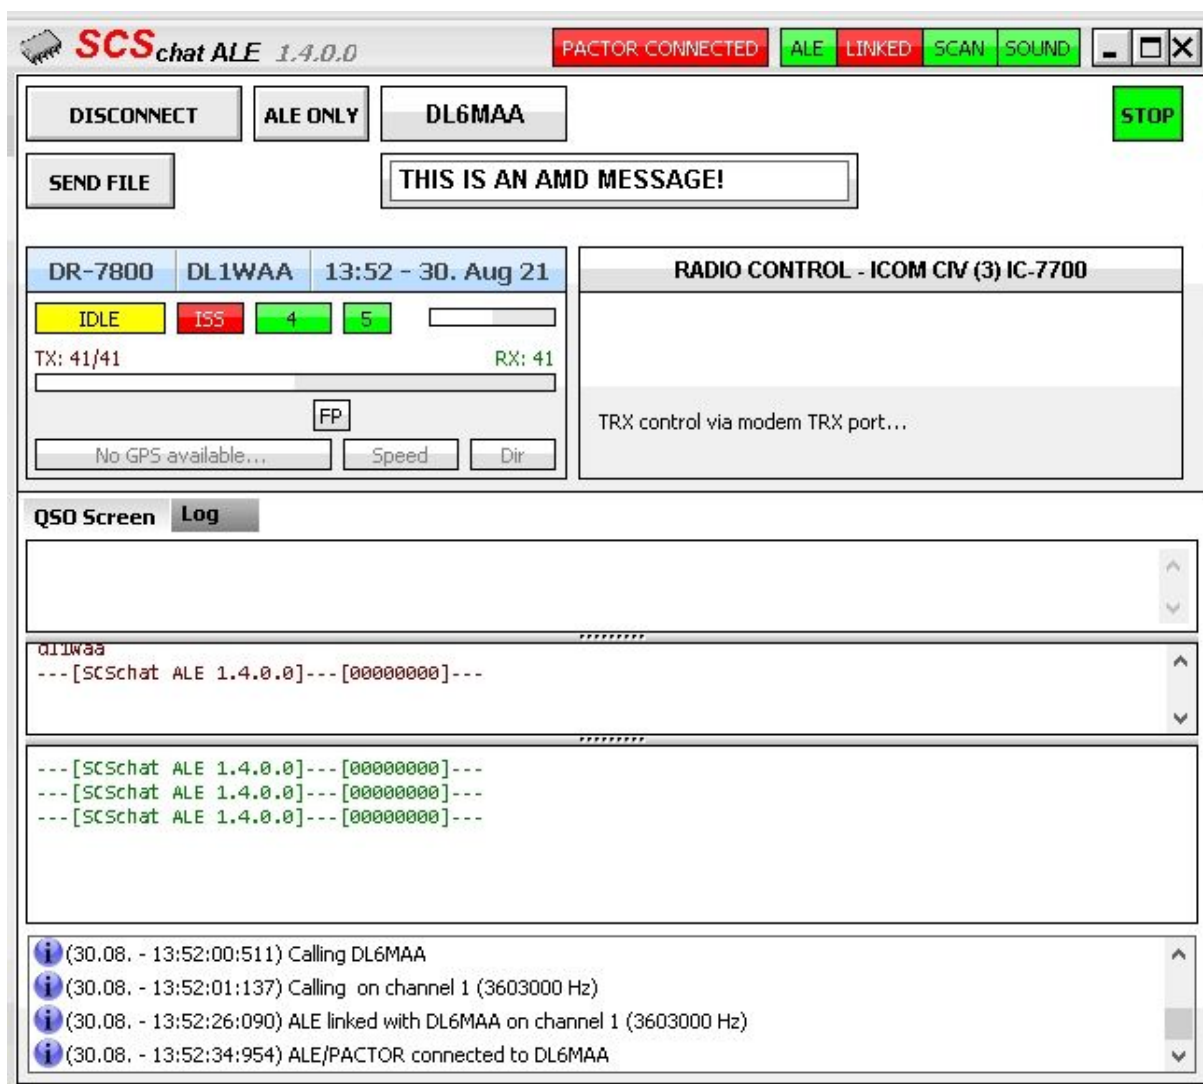 SCSchat ALE 1.4.0.0 PACTOR CONNECTED ALE LINKED SCAN SOUND
DISCONNECT ALE ONLY DL6MAA STOP
SEND FILE THIS IS AN AMD MESSAGE!
DR-7800 DL1WAA 13:52 - 30. Aug 21
IDLE ISS 4 5
TX: 41/41 RX: 41
FP
No GPS available... Speed Dir
RADIO CONTROL - ICOM CIV (3) IC-7700
TRX control via modem TRX port...
QSO Screen Log
dl1waa
---[SCSchat ALE 1.4.0.0]---[00000000]---
---[SCSchat ALE 1.4.0.0]---[00000000]---
---[SCSchat ALE 1.4.0.0]---[00000000]---
---[SCSchat ALE 1.4.0.0]---[00000000]---
(30.08. - 13:52:00:511) Calling DL6MAA
(30.08. - 13:52:01:137) Calling on channel 1 (3603000 Hz)
(30.08. - 13:52:26:090) ALE linked with DL6MAA on channel 1 (3603000 Hz)
(30.08. - 13:52:34:954) ALE/PACTOR connected to DL6MAA